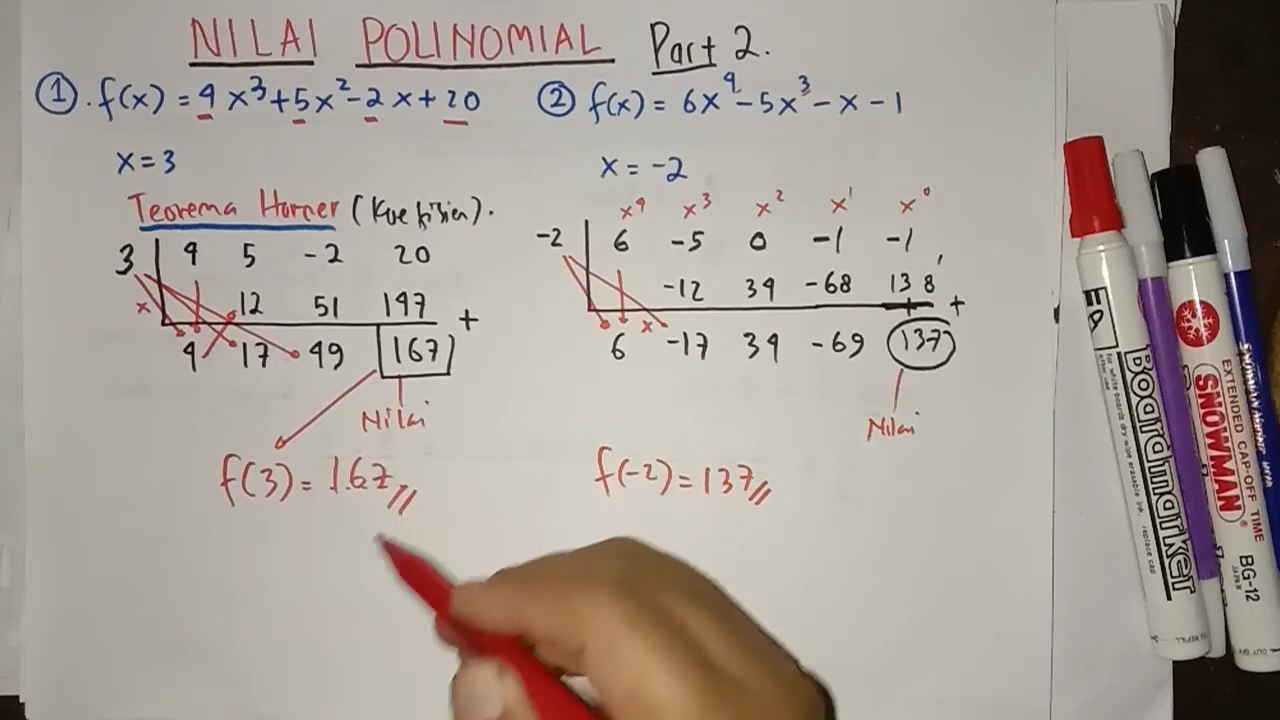 NILAI POLINOMIAL Part 2.
① . f(x) = 4x³+5x²-2x+20
x=3
Teorema Horner (Koefisien).
3 4 5 -2 20
x 12 51 147 +
4 17 49 167
Nilai
f(3) = 167//
② f(x) = 6x⁴-5x³-x-1
x = -2
x⁴ x³ x² x¹ x⁰
-2 6 -5 0 -1 -1
-12 34 -68 138 +
x
6 -17 34 -69 137
Nilai
f(-2) = 137//
Boardmarker
SNOWMAN
EXTENDED CAP-OFF TIME
BG-12
JAPAN